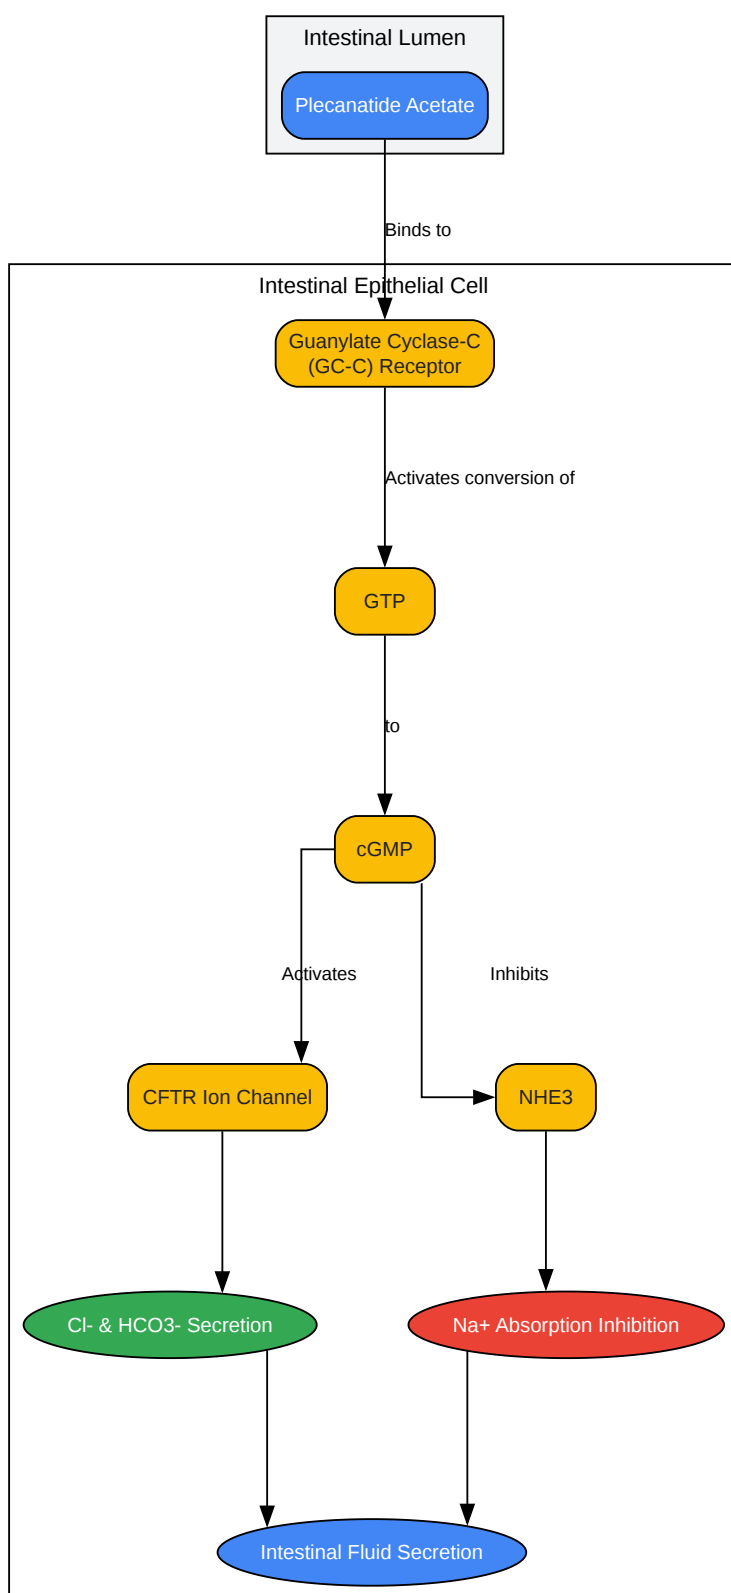 Intestinal Lumen
Plecanatide Acetate
Binds to
Intestinal Epithelial Cell
Guanylate Cyclase-C
(GC-C) Receptor
Activates conversion of
GTP
to
cGMP
Activates
Inhibits
CFTR Ion Channel
NHE3
Cl- & HCO3- Secretion
Na+ Absorption Inhibition
Intestinal Fluid Secretion